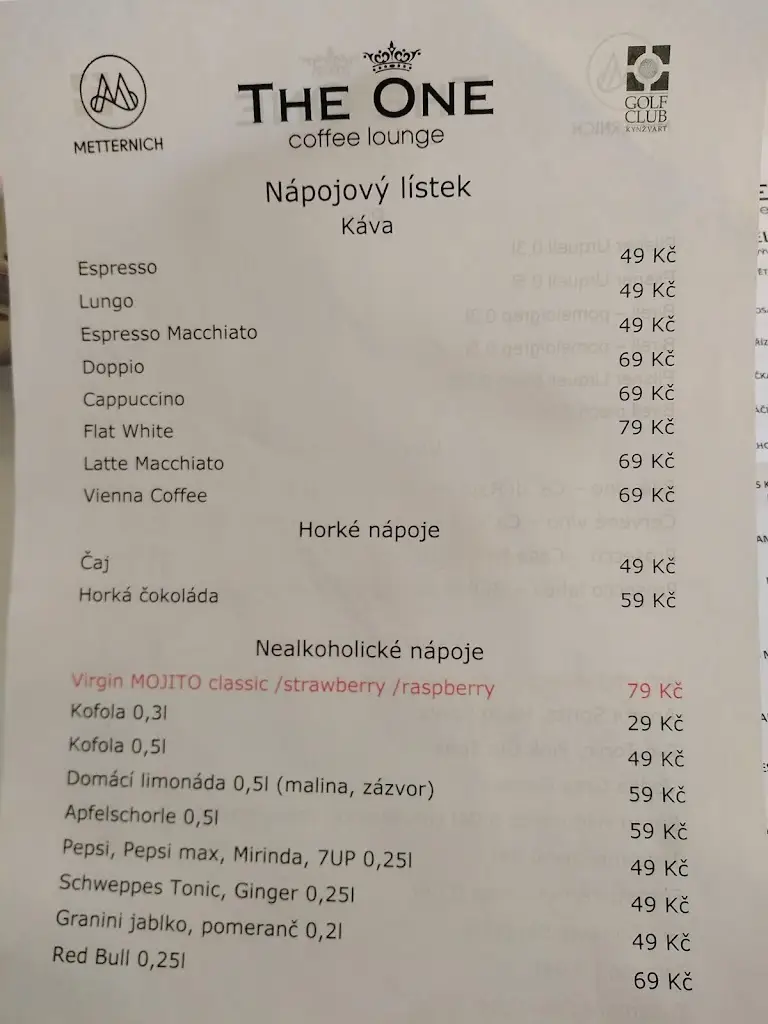 METTERNICH
THE ONE
coffee lounge
GOLF
CLUB
KYNŽVART
Nápojový lístek
Káva
Espresso 49 Kč
Lungo 49 Kč
Espresso Macchiato 49 Kč
Doppio 69 Kč
Cappuccino 69 Kč
Flat White 79 Kč
Latte Macchiato 69 Kč
Vienna Coffee 69 Kč
Horké nápoje
Čaj 49 Kč
Horká čokoláda 59 Kč
Nealkoholické nápoje
Virgin MOJITO classic /strawberry /raspberry 79 Kč
Kofola 0,3l 29 Kč
Kofola 0,5l 49 Kč
Domácí limonáda 0,5l (malina, zázvor) 59 Kč
Apfelschorle 0,5l 59 Kč
Pepsi, Pepsi max, Mirinda, 7UP 0,25l 49 Kč
Schweppes Tonic, Ginger 0,25l 49 Kč
Granini jablko, pomeranč 0,2l 49 Kč
Red Bull 0,25l 69 Kč